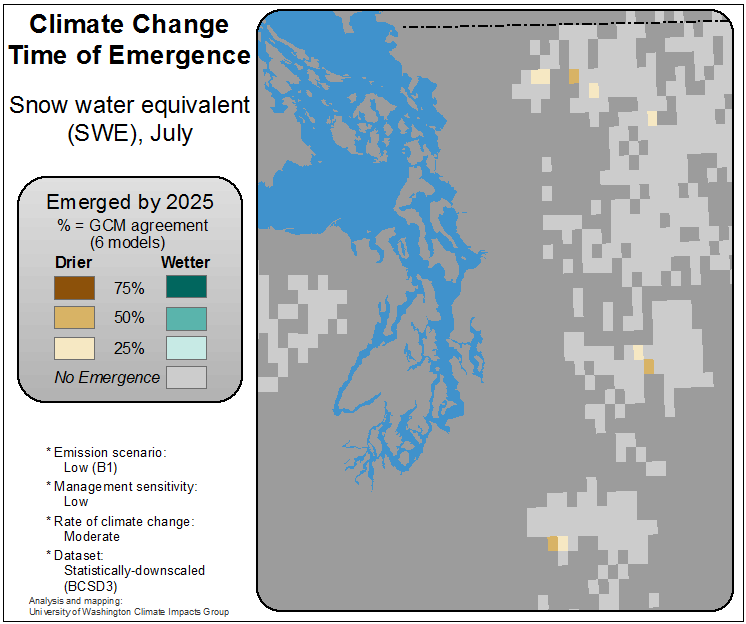 Climate Change
Time of Emergence
Snow water equivalent
(SWE), July
Emerged by 2025
% = GCM agreement
(6 models)
Drier Wetter
75%
50%
25%
No Emergence
* Emission scenario:
Low (B1)
* Management sensitivity:
Low
* Rate of climate change:
Moderate
* Dataset:
Statistically-downscaled
(BCSD3)
Analysis and mapping:
University of Washington Climate Impacts Group